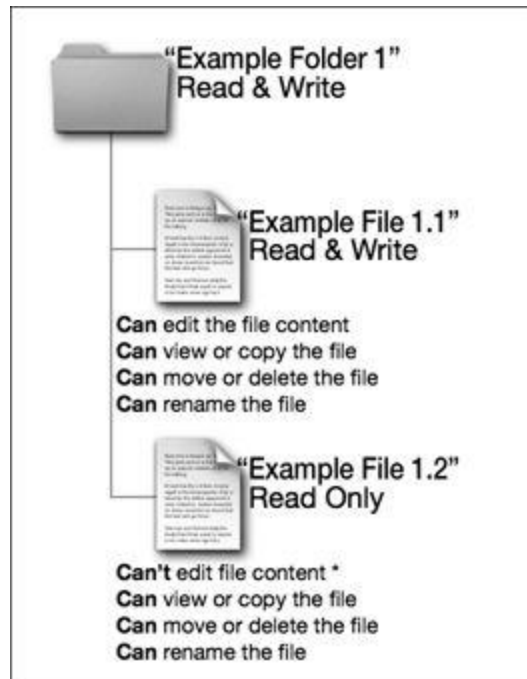 “Example Folder 1”
Read & Write
“Example File 1.1”
Read & Write
Can edit the file content
Can view or copy the file
Can move or delete the file
Can rename the file
“Example File 1.2”
Read Only
Can't edit file content *
Can view or copy the file
Can move or delete the file
Can rename the file